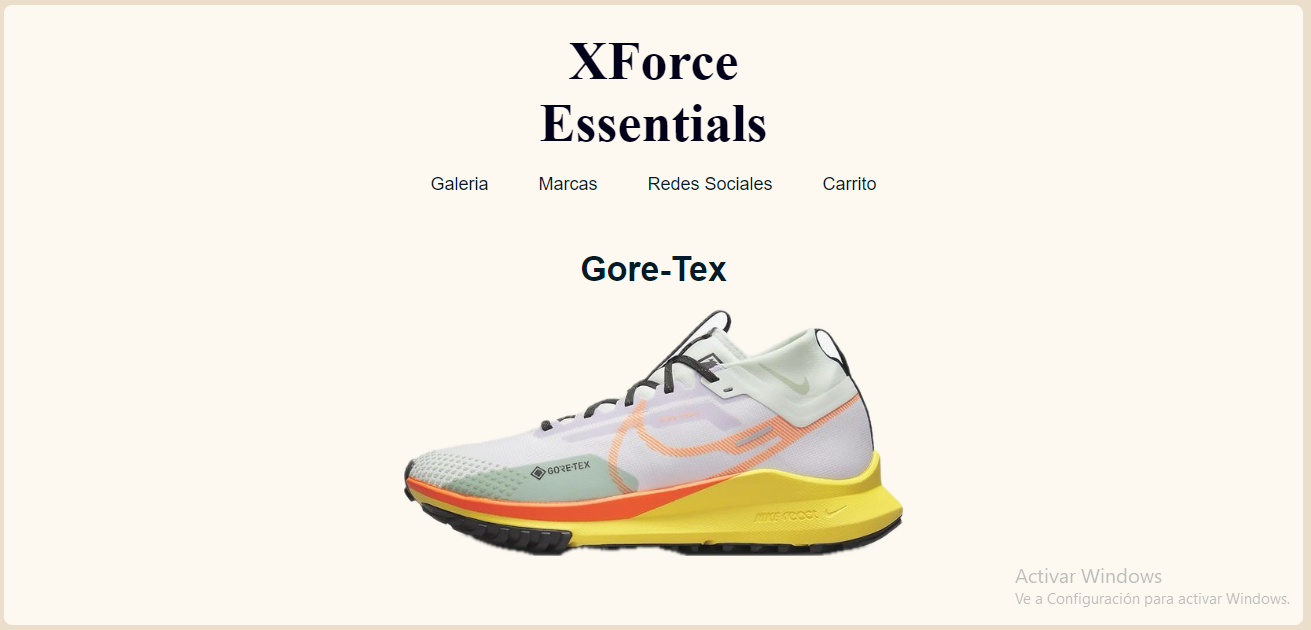 XForce
Essentials
Galeria Marcas Redes Sociales Carrito
Gore-Tex
GORE-TEX
Activar Windows
Ve a Configuración para activar Windows.